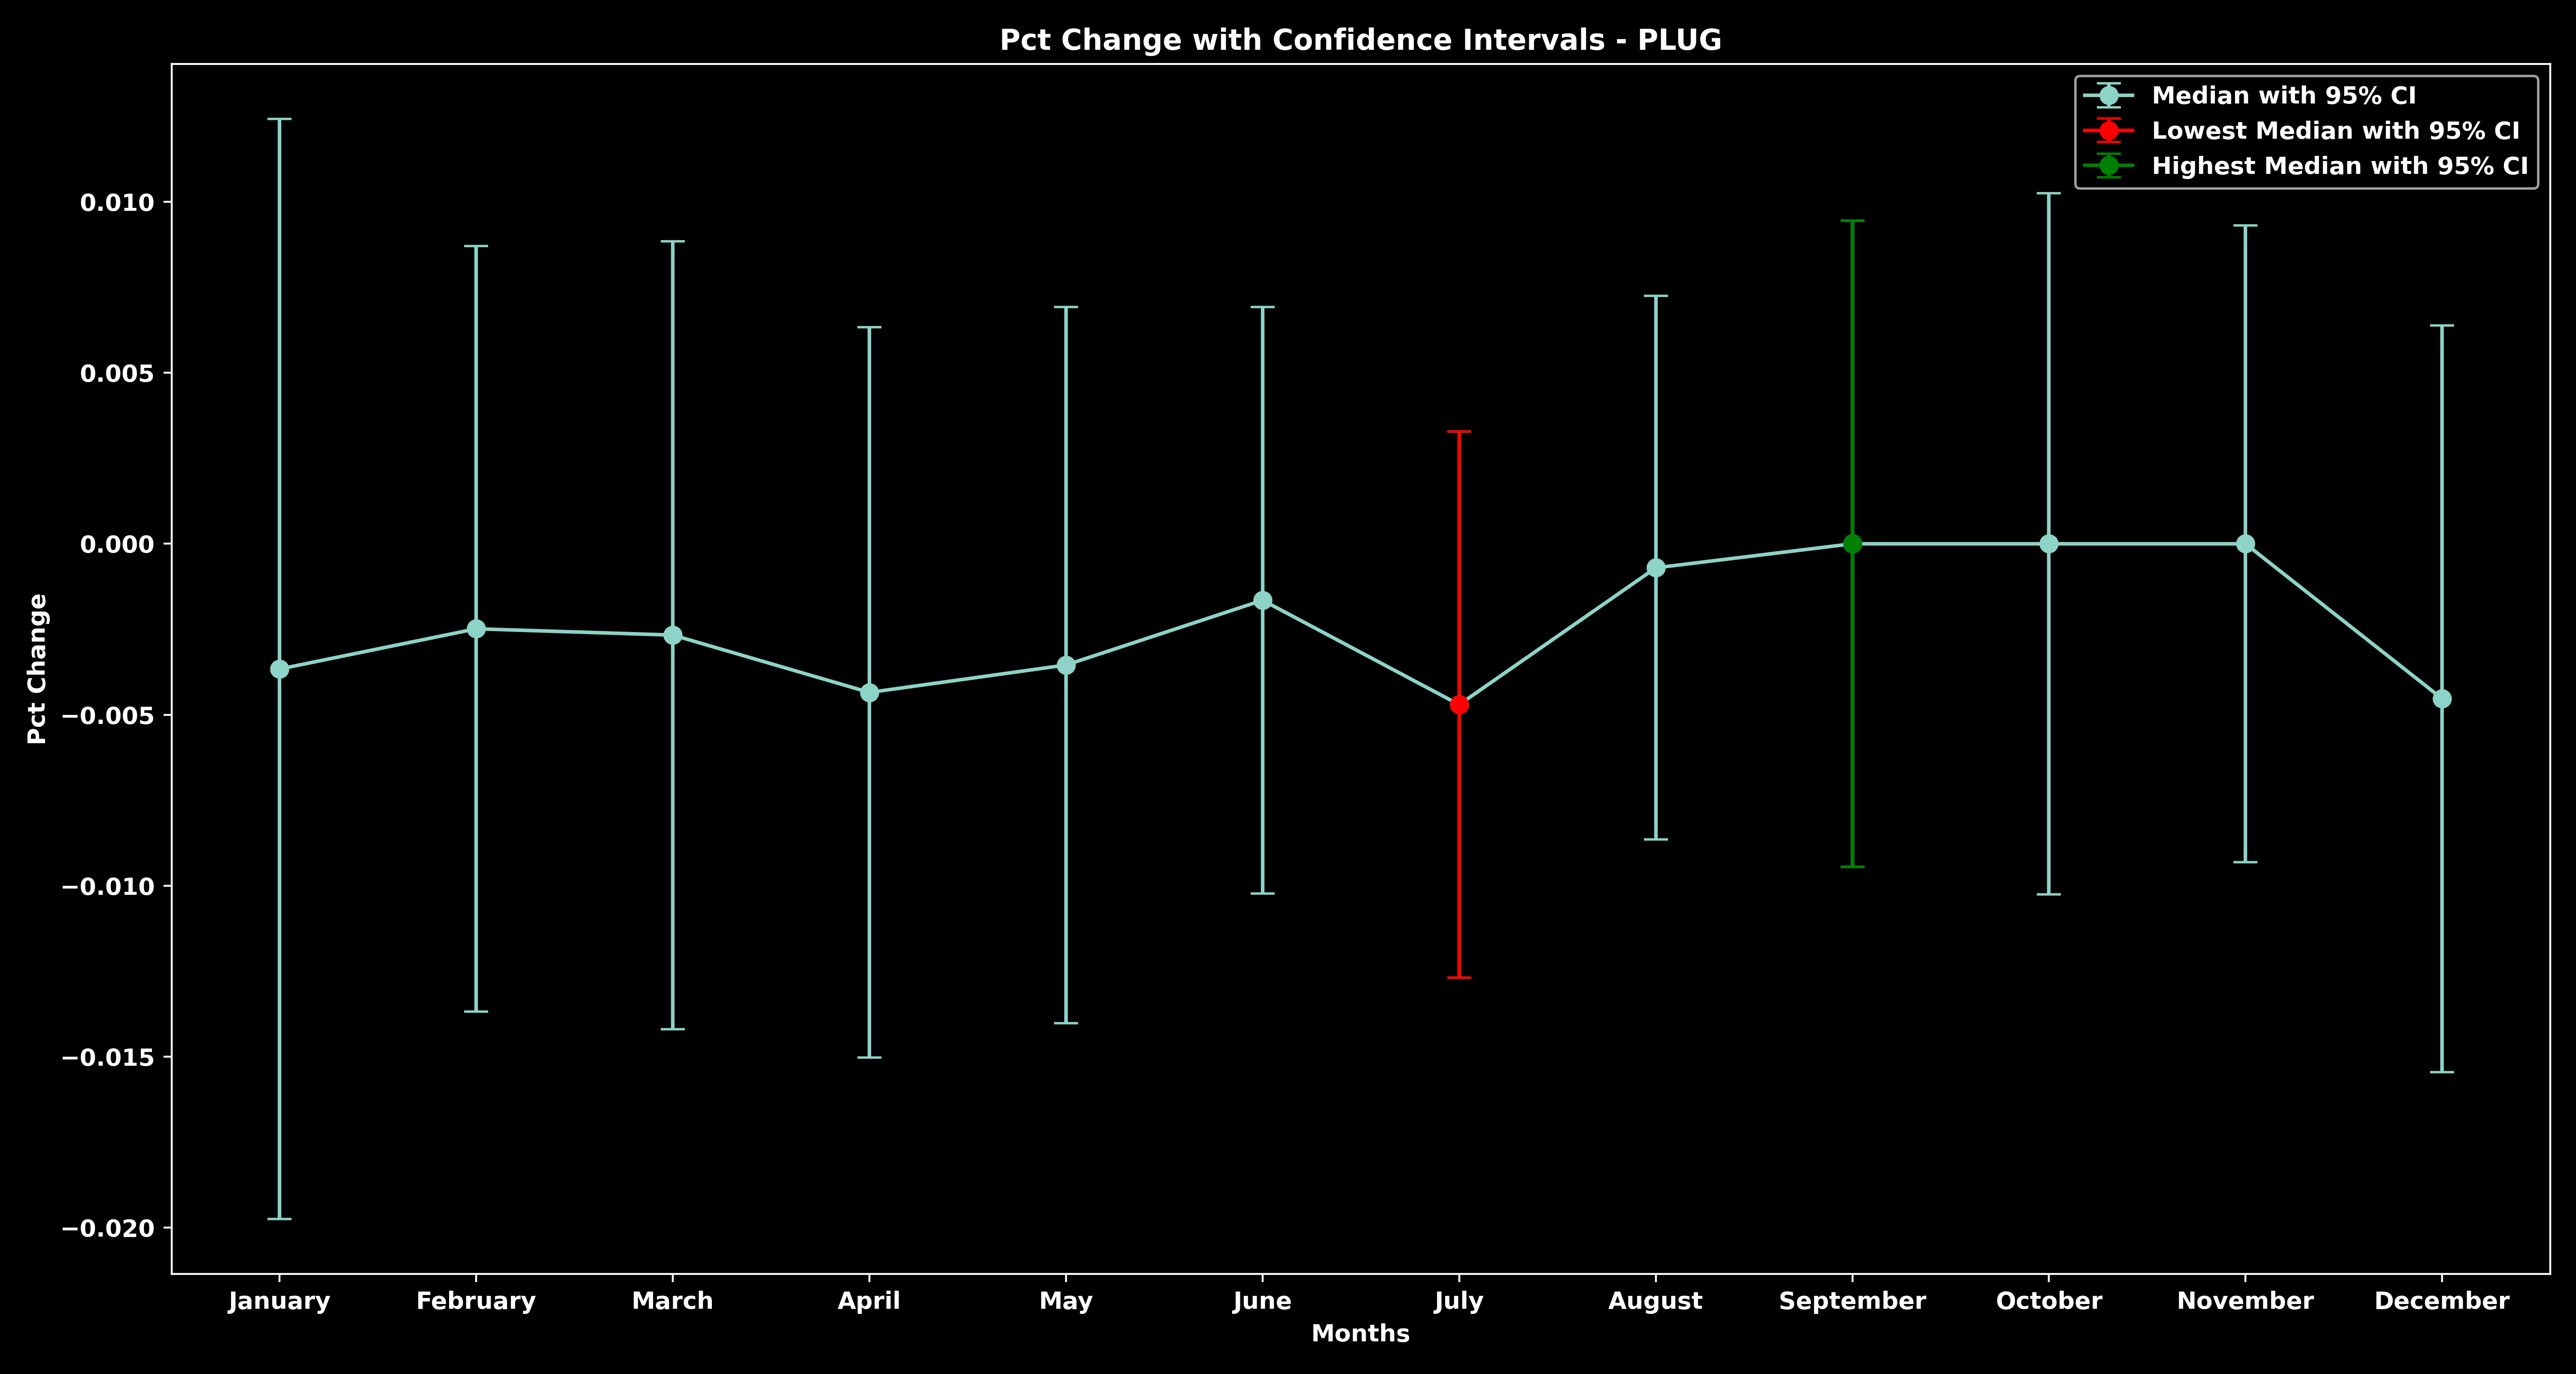 Pct Change with Confidence Intervals - PLUG
Median with 95% CI
Lowest Median with 95% CI
Highest Median with 95% CI
0.010
0.005
0.000
−0.005
−0.010
−0.015
−0.020
Pct Change
January February March April May June July August September October November December
Months